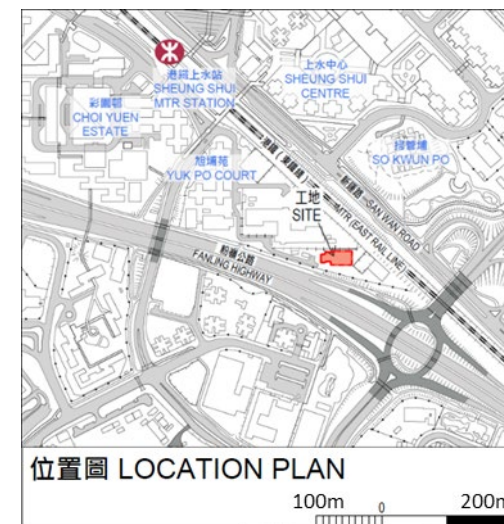 港鐵上水站
SHEUNG SHUI
MTR STATION
上水中心
SHEUNG SHUI
CENTRE
彩園邨
CHOI YUEN
ESTATE
掃管埔
SO KWUN PO
旭埔苑
YUK PO COURT
新運路 SAN WAN ROAD
港鐵 (東鐵線) MTR (EAST RAIL LINE)
工地
SITE
粉嶺公路
FANLING HIGHWAY
位置圖 LOCATION PLAN
100m 0 200m